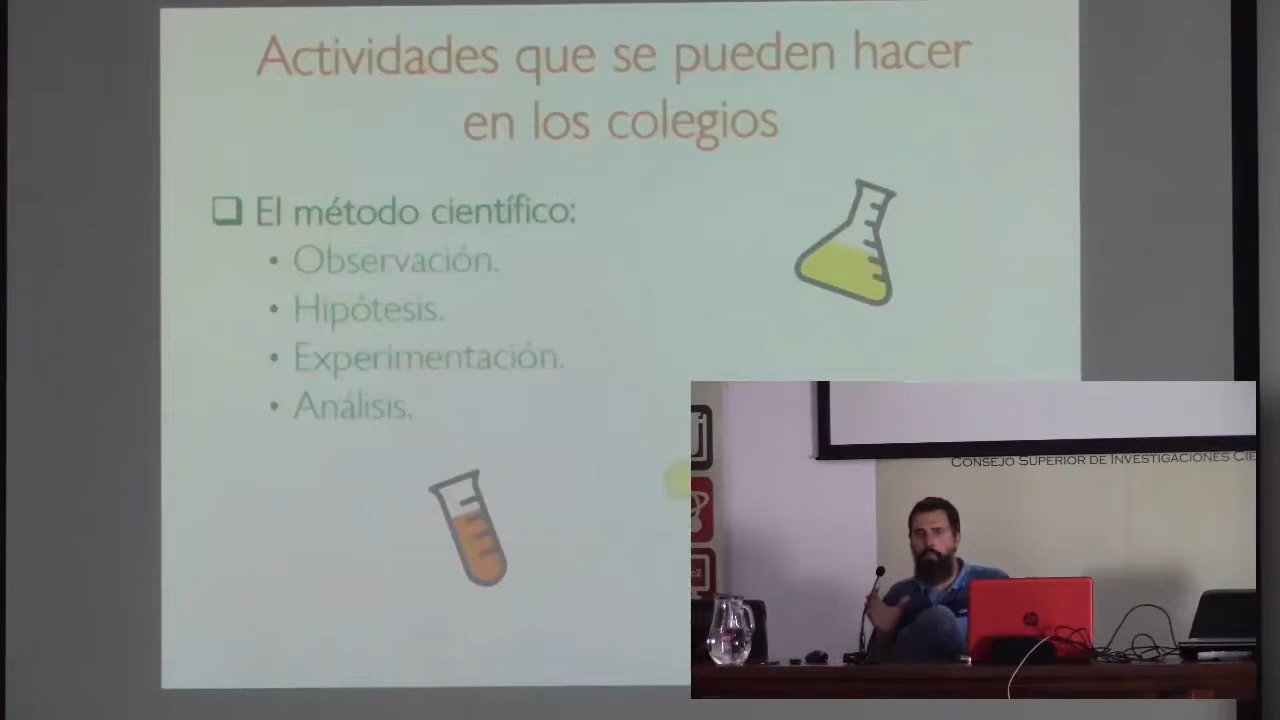 Actividades que se pueden hacer
en los colegios
El método científico:
• Observación.
• Hipótesis.
• Experimentación.
• Análisis.
CONSEJO SUPERIOR DE INVESTIGACIONES CIE
hp